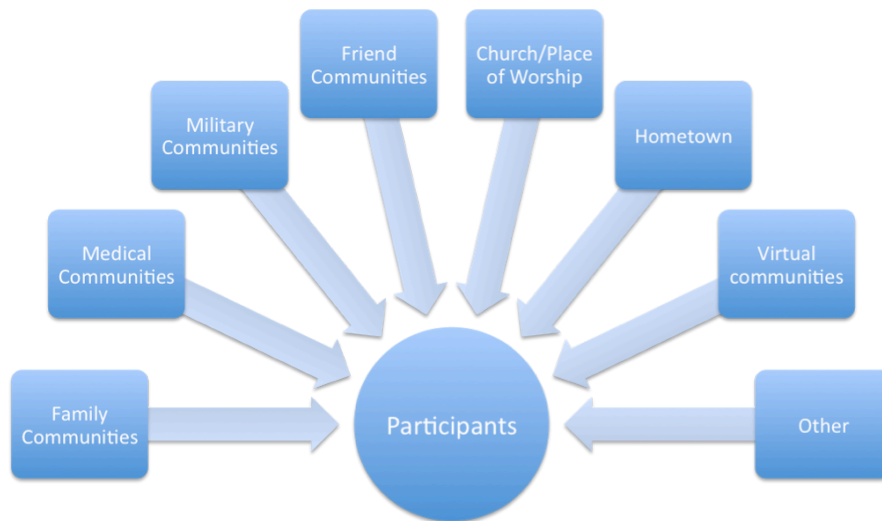 Friend
Communities
Church/Place
of Worship
Military
Communities
Hometown
Medical
Communities
Virtual
communities
Family
Communities
Participants
Other